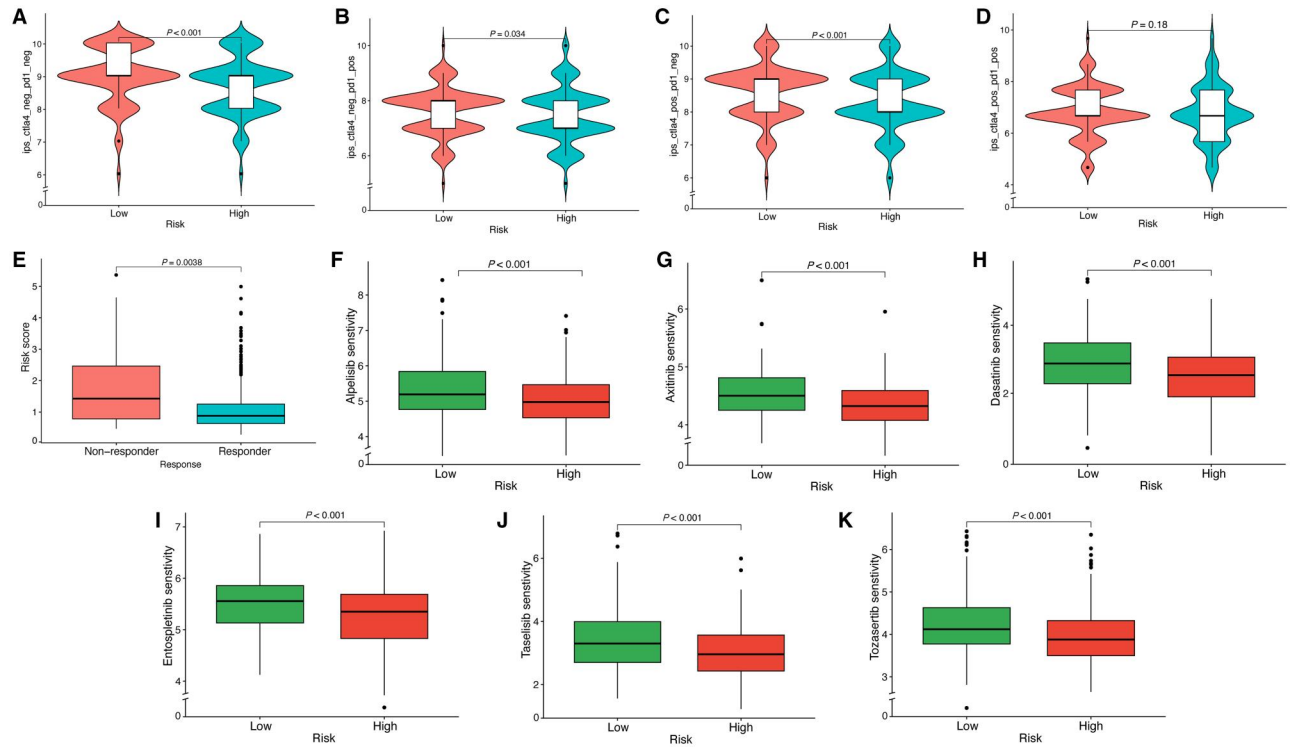 A
ips_ctla4_neg_pd1_neg
10
9
8
7
6
0
P < 0.001
Low
High
Risk
B
ips_ctla4_neg_pd1_pos
10
8
6
0
P = 0.034
Low
High
Risk
C
ips_ctla4_pos_pd1_neg
10
9
8
7
6
0
P < 0.001
Low
High
Risk
D
ips_ctla4_pos_pd1_pos
10
8
6
4
0
P = 0.18
Low
High
Risk
E
Risk score
5
4
3
2
1
0
P = 0.0038
Non-responder
Responder
Response
F
Alpelisib senstivity
8
7
6
5
4
0
P < 0.001
Low
High
Risk
G
Axitinib senstivity
6
5
4
0
P < 0.001
Low
High
Risk
H
Dasatinib senstivity
4
2
0
P < 0.001
Low
High
Risk
I
Entospletinib senstivity
7
6
5
4
0
P < 0.001
Low
High
Risk
J
Taselisib senstivity
6
4
2
0
P < 0.001
Low
High
Risk
K
Tozasertib senstivity
6
5
4
3
0
P < 0.001
Low
High
Risk